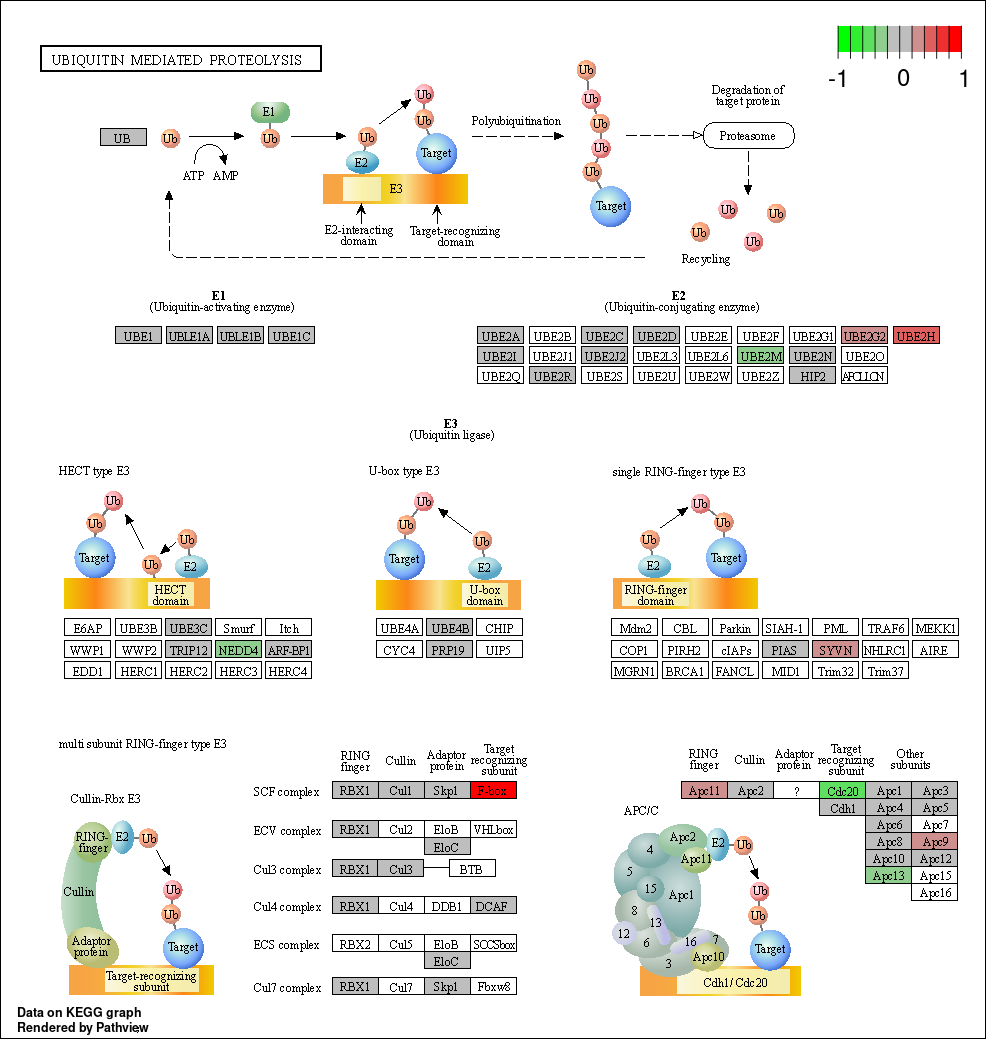 UBIQUITIN MEDIATED PROTEOLYSIS
-1 0 1
UB
Ub
ATP AMP
E1
Ub
Ub
E2
Ub
Ub
Target
E3
E2-interacting
domain
Target-recognizing
domain
Polyubiquitination
Ub
Ub
Ub
Ub
Ub
Target
Degradation of
target protein
Proteasome
Ub
Ub
Ub
Ub
Recycling
E1
(Ubiquitin-activating enzyme)
UBE1 UBLE1A UBLE1B UBE1C
E2
(Ubiquitin-conjugating enzyme)
UBE2A UBE2B UBE2C UBE2D UBE2E UBE2F UBE2G1 UBE2G2 UBE2H
UBE2I UBE2J1 UBE2J2 UBE2L3 UBE2L6 UBE2M UBE2N UBE2O
UBE2Q UBE2R UBE2S UBE2U UBE2W UBE2Z HIP2 AFCLLCN
E3
(Ubiquitin ligase)
HECT type E3
Ub
Ub
Target
Ub
Ub
E2
HECT
domain
E6AP UBE3B UBE3C Smurf Itch
WWP1 WWP2 TRIP12 NEDD4 ARF-BP1
EDD1 HERC1 HERC2 HERC3 HERC4
U-box type E3
Ub
Ub
Target
Ub
E2
U-box
domain
UBE4A UBE4B CHIP
CYC4 PRP19 UIP5
single RING-finger type E3
Ub
Ub
Ub
E2
Target
RING-finger
domain
Mdm2 CBL Parkin SIAH-1 PML TRAF6 MEKK1
COP1 PIRH2 cIAPs PIAS SYVN NHLRC1 AIRE
MGRN1 BRCA1 FANCL MID1 Trim32 Trim37
multi subunit RING-finger type E3
Cullin-Rbx E3
RING-
finger
E2
Ub
Cullin
Ub
Ub
Adaptor
protein
Target
Target-recognizing
subunit
RING
finger
Cullin
Adaptor
protein
Target
recognizing
subunit
SCF complex RBX1 Cul1 Skp1 F-box
ECV complex RBX1 Cul2 EloB VHLbox
EloC
Cul3 complex RBX1 Cul3 BTB
Cul4 complex RBX1 Cul4 DDB1 DCAF
ECS complex RBX2 Cul5 EloB SOCSbox
EloC
Cul7 complex RBX1 Cul7 Skp1 Fbxw8
RING
finger
Cullin
Adaptor
protein
Target
recognizing
subunit
Other
subunits
Apc11 Apc2 ? Cdc20 Apc1 Apc3
Cdh1 Apc4 Apc5
Apc6 Apc7
Apc8 Apc9
Apc10 Apc12
Apc13 Apc15
Apc16
APC/C
Apc2
E2
Ub
4
Apc11
5
15
Apc1
Ub
8
13
Ub
12
6
16
7
Target
3
Apc10
Cdh1/Cdc20
Data on KEGG graph
Rendered by Pathview